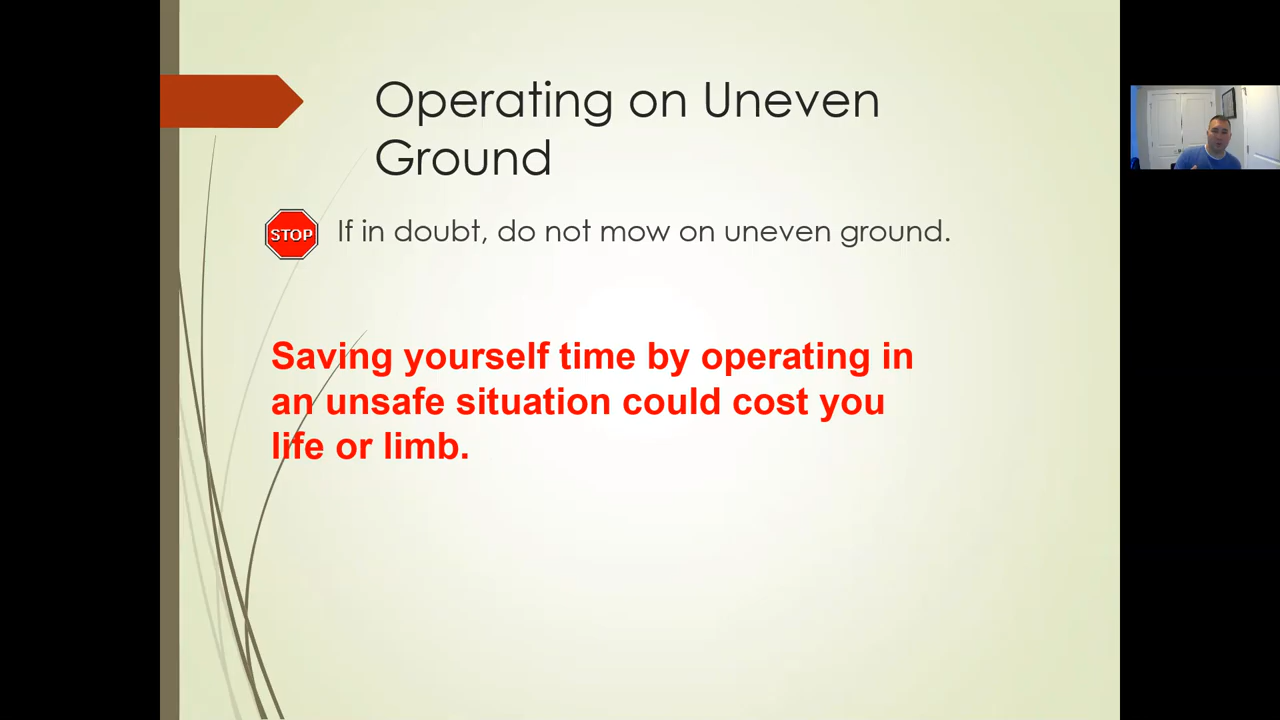 Operating on Uneven
Ground
STOP
If in doubt, do not mow on uneven ground.
Saving yourself time by operating in
an unsafe situation could cost you
life or limb.